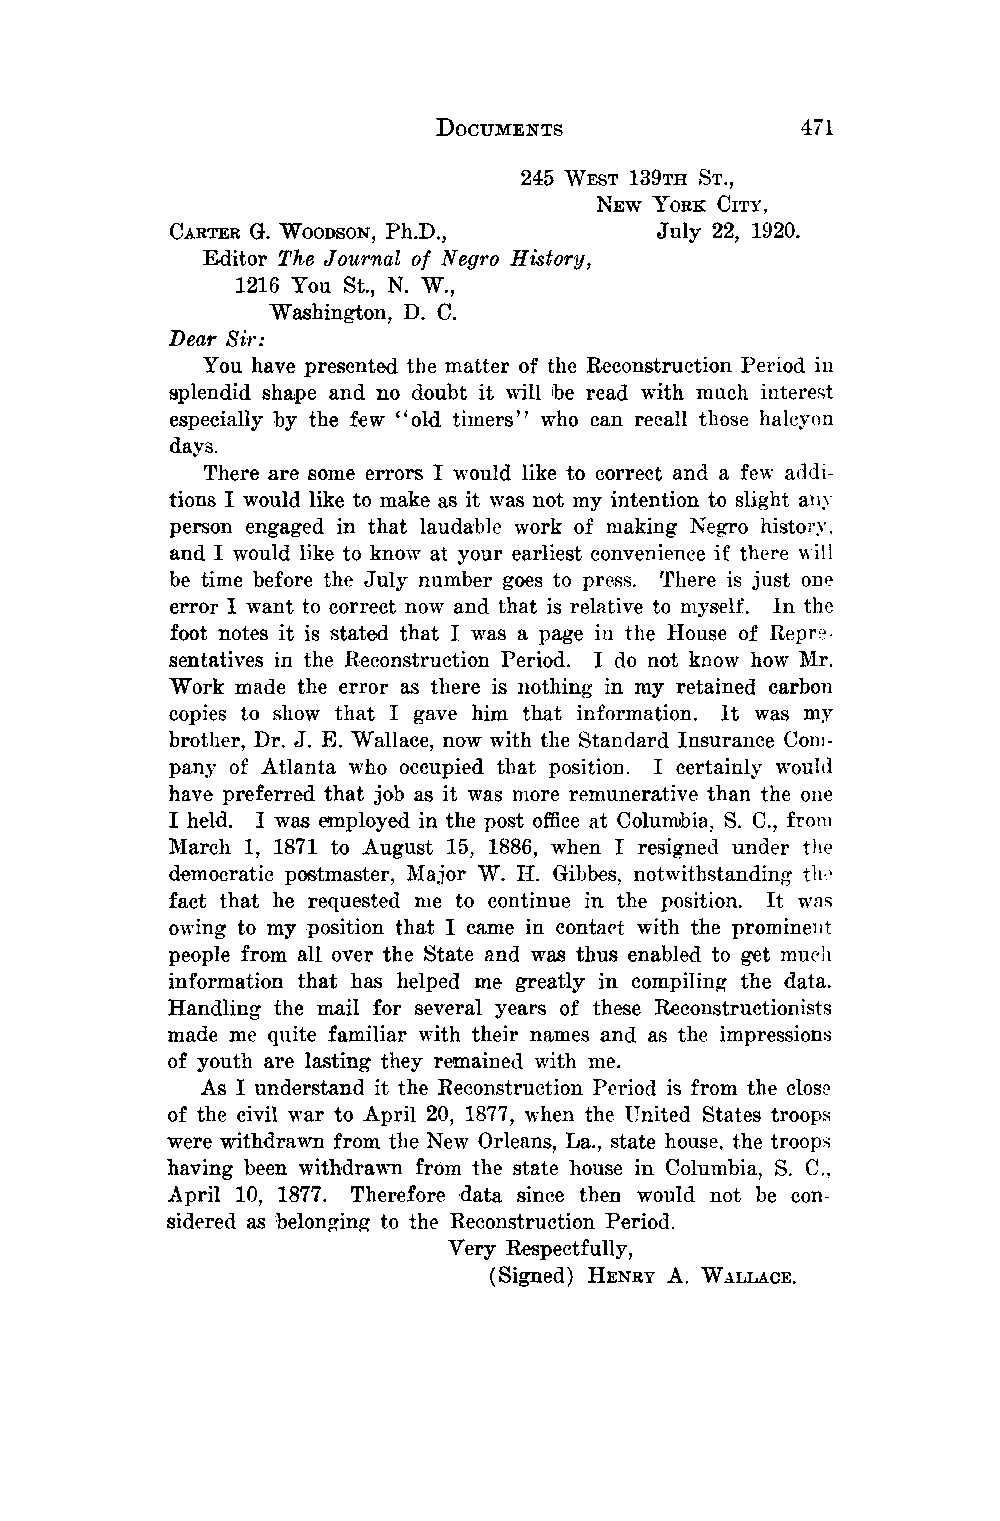 DOCUMENTS 471
245 WEST 139TH ST.,
NEW YORK CITY,
CARTER G. WOODSON, Ph.D., July 22, 1920.
Editor The Journal of Negro History,
1216 You St., N. W.,
Washington, D. C.
Dear Sir:
You have presented the matter of the Reconstruction Period in
splendid shape and no doubt it will be read with much interest
especially by the few "old timers" who can recall those halcyon
days.
There are some errors I would like to correct and a few addi-
tions I would like to make as it was not my intention to slight any
person engaged in that laudable work of making Negro history,
and I would like to know at your earliest convenience if there will
be time before the July number goes to press. There is just one
error I want to correct now and that is relative to myself. In the
foot notes it is stated that I was a page in the House of Repre-
sentatives in the Reconstruction Period. I do not know how Mr.
Work made the error as there is nothing in my retained carbon
copies to show that I gave him that information. It was my
brother, Dr. J. E. Wallace, now with the Standard Insurance Com-
pany of Atlanta who occupied that position. I certainly would
have preferred that job as it was more remunerative than the one
I held. I was employed in the post office at Columbia, S. C., from
March 1, 1871 to August 15, 1886, when I resigned under the
democratic postmaster, Major W. H. Gibbes, notwithstanding the
fact that he requested me to continue in the position. It was
owing to my position that I came in contact with the prominent
people from all over the State and was thus enabled to get much
information that has helped me greatly in compiling the data.
Handling the mail for several years of these Reconstructionists
made me quite familiar with their names and as the impressions
of youth are lasting they remained with me.
As I understand it the Reconstruction Period is from the close
of the civil war to April 20, 1877, when the United States troops
were withdrawn from the New Orleans, La., state house, the troops
having been withdrawn from the state house in Columbia, S. C.,
April 10, 1877. Therefore data since then would not be con-
sidered as belonging to the Reconstruction Period.
Very Respectfully,
(Signed) HENRY A. WALLACE.